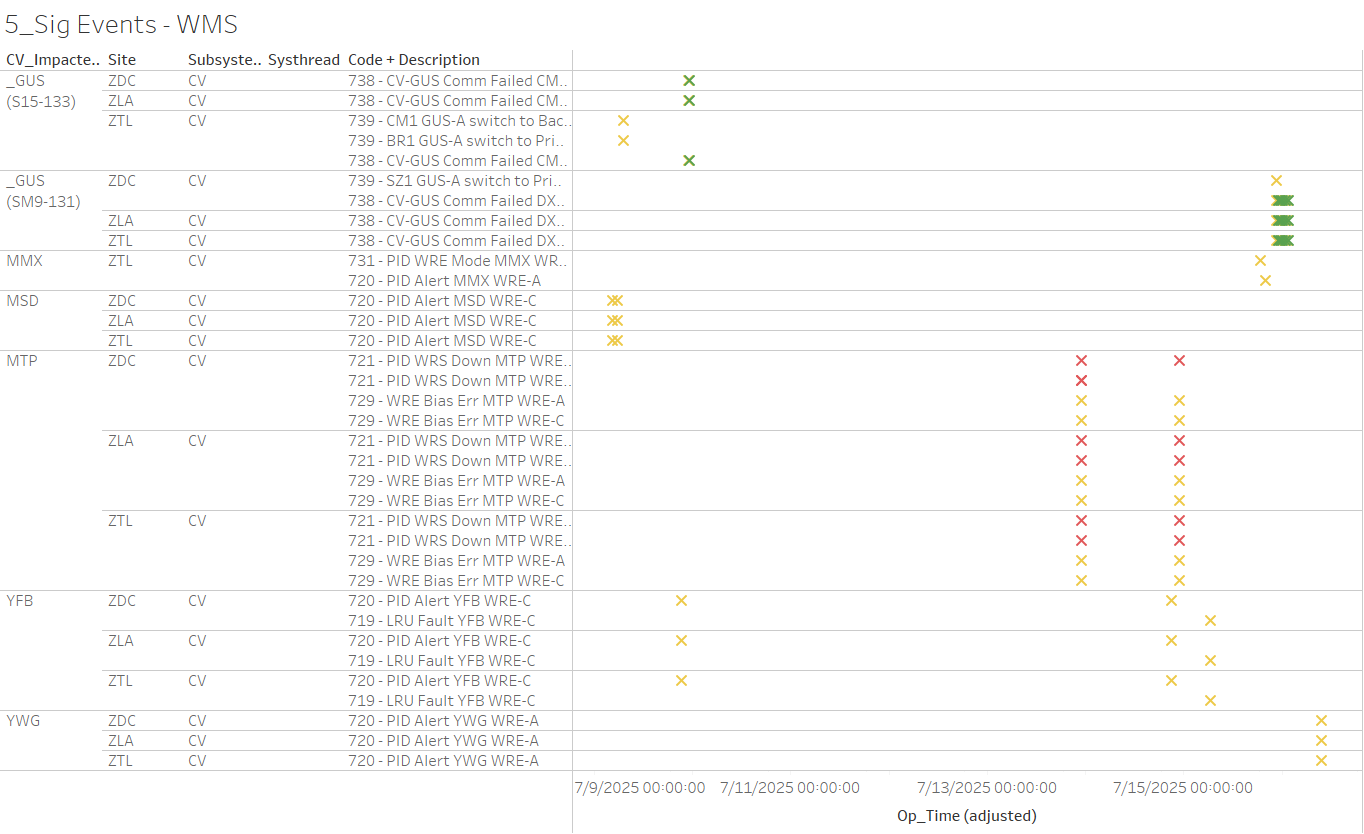 5_Sig Events - WMS
CV_Impacte.. Site Subsyste.. Systhread Code + Description
_GUS ZDC CV 738 - CV-GUS Comm Failed CM..
(S15-133) ZLA CV 738 - CV-GUS Comm Failed CM..
ZTL CV 739 - CM1 GUS-A switch to Bac..
739 - BR1 GUS-A switch to Pri..
738 - CV-GUS Comm Failed CM..
_GUS ZDC CV 739 - SZ1 GUS-A switch to Pri..
(SM9-131) 738 - CV-GUS Comm Failed DX..
ZLA CV 738 - CV-GUS Comm Failed DX..
ZTL CV 738 - CV-GUS Comm Failed DX..
MMX ZTL CV 731 - PID WRE Mode MMX WR..
720 - PID Alert MMX WRE-A
MSD ZDC CV 720 - PID Alert MSD WRE-C
ZLA CV 720 - PID Alert MSD WRE-C
ZTL CV 720 - PID Alert MSD WRE-C
MTP ZDC CV 721 - PID WRS Down MTP WRE..
721 - PID WRS Down MTP WRE..
729 - WRE Bias Err MTP WRE-A
729 - WRE Bias Err MTP WRE-C
ZLA CV 721 - PID WRS Down MTP WRE..
721 - PID WRS Down MTP WRE..
729 - WRE Bias Err MTP WRE-A
729 - WRE Bias Err MTP WRE-C
ZTL CV 721 - PID WRS Down MTP WRE..
721 - PID WRS Down MTP WRE..
729 - WRE Bias Err MTP WRE-A
729 - WRE Bias Err MTP WRE-C
YFB ZDC CV 720 - PID Alert YFB WRE-C
719 - LRU Fault YFB WRE-C
ZLA CV 720 - PID Alert YFB WRE-C
719 - LRU Fault YFB WRE-C
ZTL CV 720 - PID Alert YFB WRE-C
719 - LRU Fault YFB WRE-C
YWG ZDC CV 720 - PID Alert YWG WRE-A
ZLA CV 720 - PID Alert YWG WRE-A
ZTL CV 720 - PID Alert YWG WRE-A
7/9/2025 00:00:00 7/11/2025 00:00:00 7/13/2025 00:00:00 7/15/2025 00:00:00
Op_Time (adjusted)